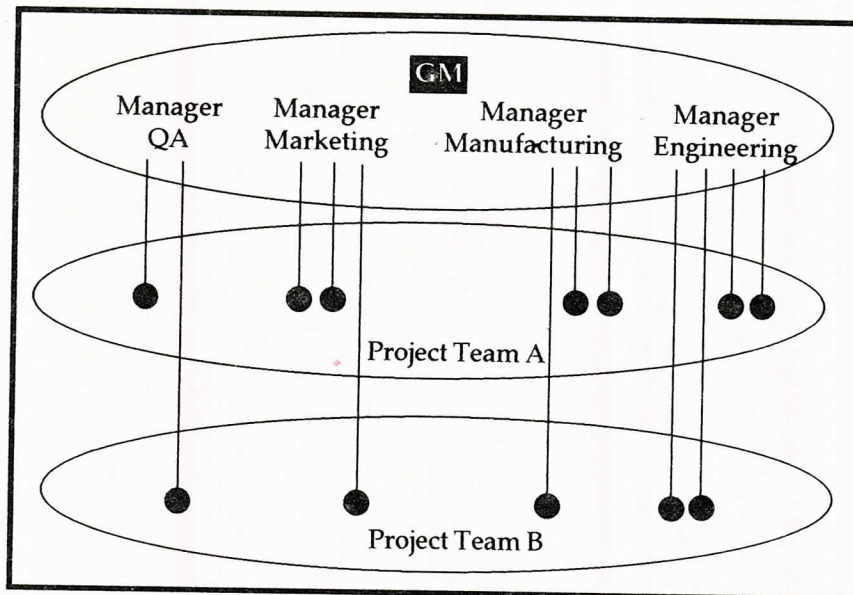 GM
Manager
QA
Manager
Marketing
Manager
Manufacturing
Manager
Engineering
Project Team A
Project Team B